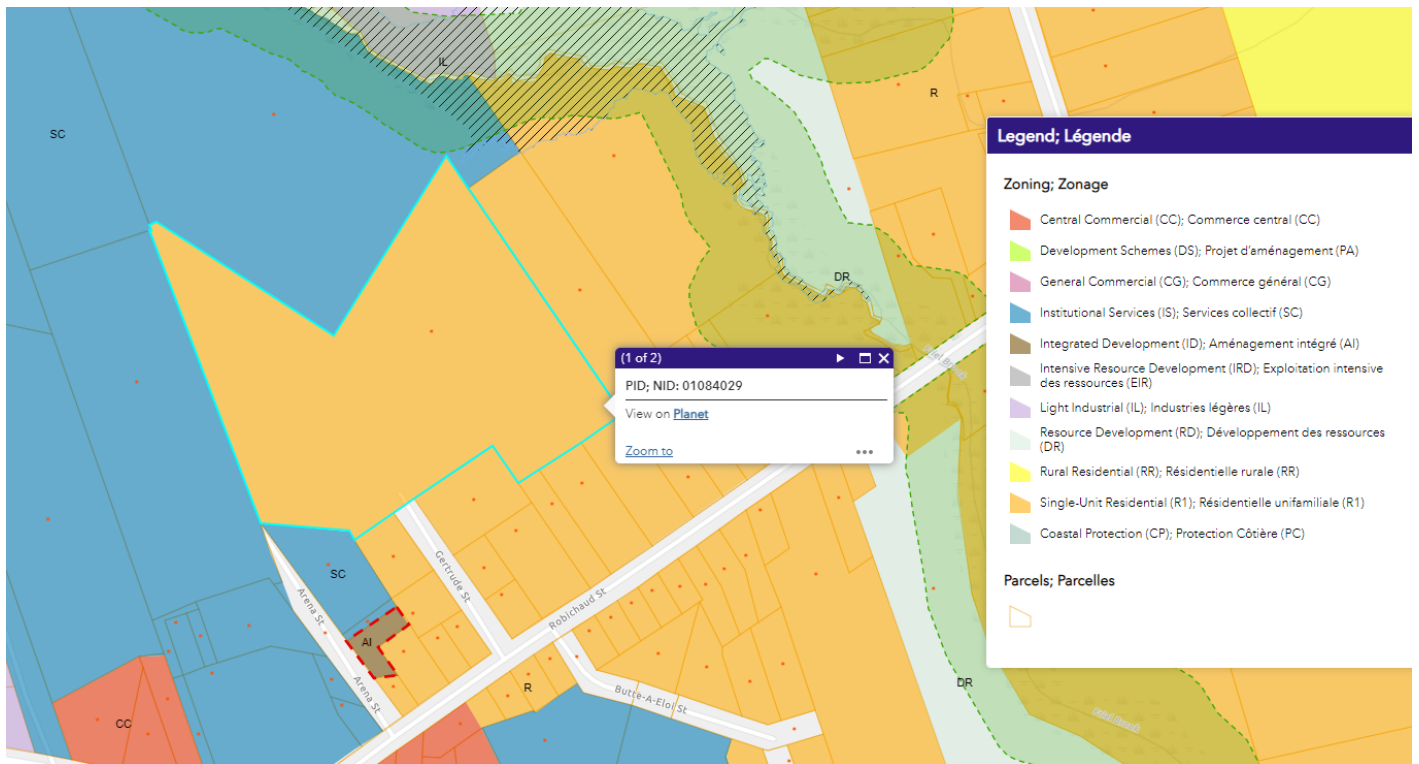 IL
SC
R
DR
(1 of 2)
PID; NID: 01084029
View on Planet
Zoom to
SC
Arena St
AI
Arena St
Gertrude St
Robichaud St
R
Butte-A-Eloi St
CC
DR
Legend; Légende
Zoning; Zonage
Central Commercial (CC); Commerce central (CC)
Development Schemes (DS); Projet d'aménagement (PA)
General Commercial (CG); Commerce général (CG)
Institutional Services (IS); Services collectif (SC)
Integrated Development (ID); Aménagement intégré (AI)
Intensive Resource Development (IRD); Exploitation intensive
des ressources (EIR)
Light Industrial (IL); Industries légères (IL)
Resource Development (RD); Développement des ressources
(DR)
Rural Residential (RR); Résidentielle rurale (RR)
Single-Unit Residential (R1); Résidentielle unifamiliale (R1)
Coastal Protection (CP); Protection Côtière (PC)
Parcels; Parcelles